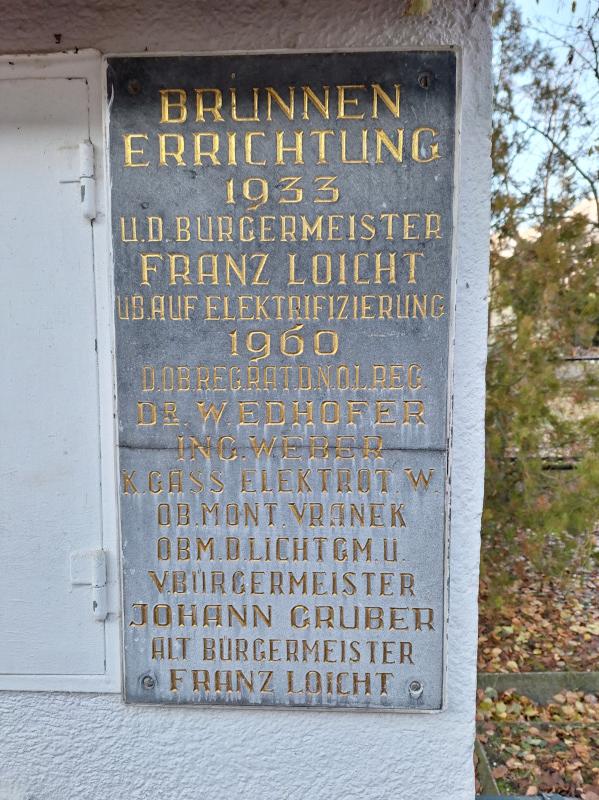 BRUNNEN
ERRICHTUNG
1933
U.D.BÜRGERMEISTER
FRANZ LOICHT
UB.AUF ELEKTRIFIZIERUNG
1960
D.OB.REG.RAT.D.N.Ö.L.REG.
DR. W.EDHOFER
ING.WEBER
K.GASS ELEKTROT.W.
OB.MONT.VRANEK
OBM.D.LICHTGM.U.
V.BÜRGERMEISTER
JOHANN GRUBER
ALT BÜRGERMEISTER
FRANZ LOICHT